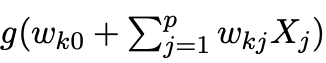 $g(w_{k0} + \sum_{j=1}^{p} w_{kj} X_j)$